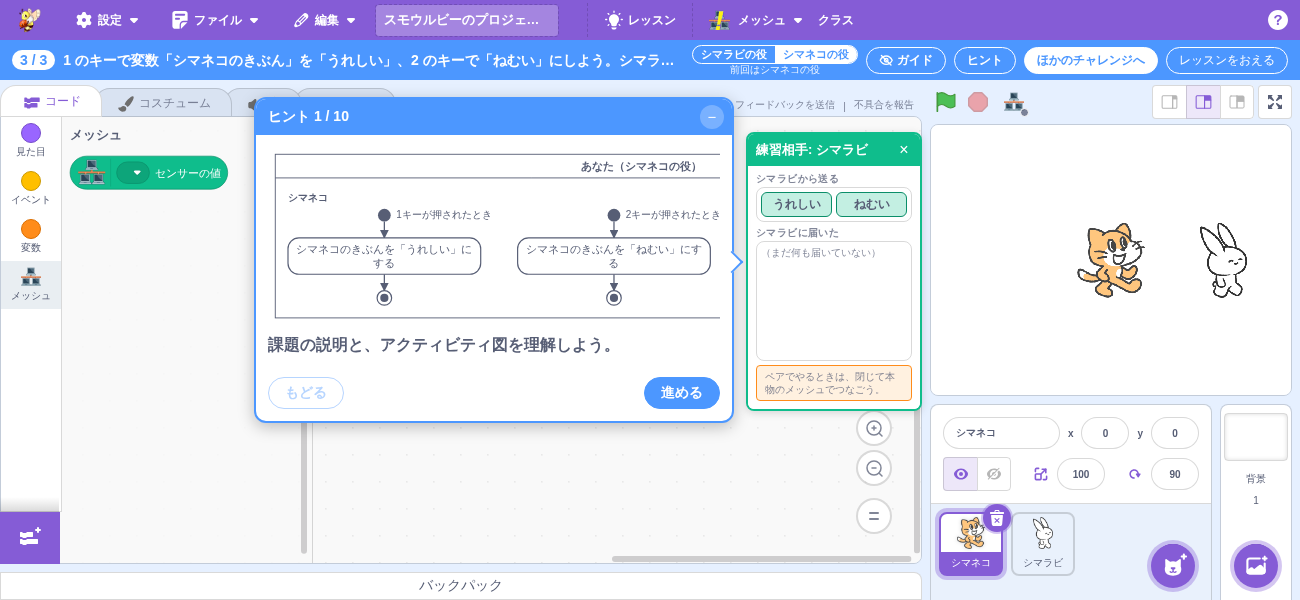 設定
ファイル
編集
スモウルビーのプロジェ…
レッスン
メッシュ
クラス
?
3 / 3
1 のキーで変数「シマネコのきぶん」を「うれしい」、2 のキーで「ねむい」にしよう。シマラ…
シマラビの役
シマネコの役
前回はシマネコの役
ガイド
ヒント
ほかのチャレンジへ
レッスンをおえる
コード
コスチューム
フィードバックを送信 | 不具合を報告
見た目
イベント
変数
メッシュ
メッシュ
センサーの値
ヒント 1 / 10
あなた（シマネコの役）
シマネコ
1キーが押されたとき
2キーが押されたとき
シマネコのきぶんを「うれしい」に
する
シマネコのきぶんを「ねむい」にす
る
課題の説明と、アクティビティ図を理解しよう。
もどる
進める
練習相手: シマラビ
シマラビから送る
うれしい
ねむい
シマラビに届いた
（まだ何も届いていない）
ペアでやるときは、閉じて本
物のメッシュでつなごう。
シマネコ
x
0
y
0
100
90
シマネコ
シマラビ
背景
1
バックパック